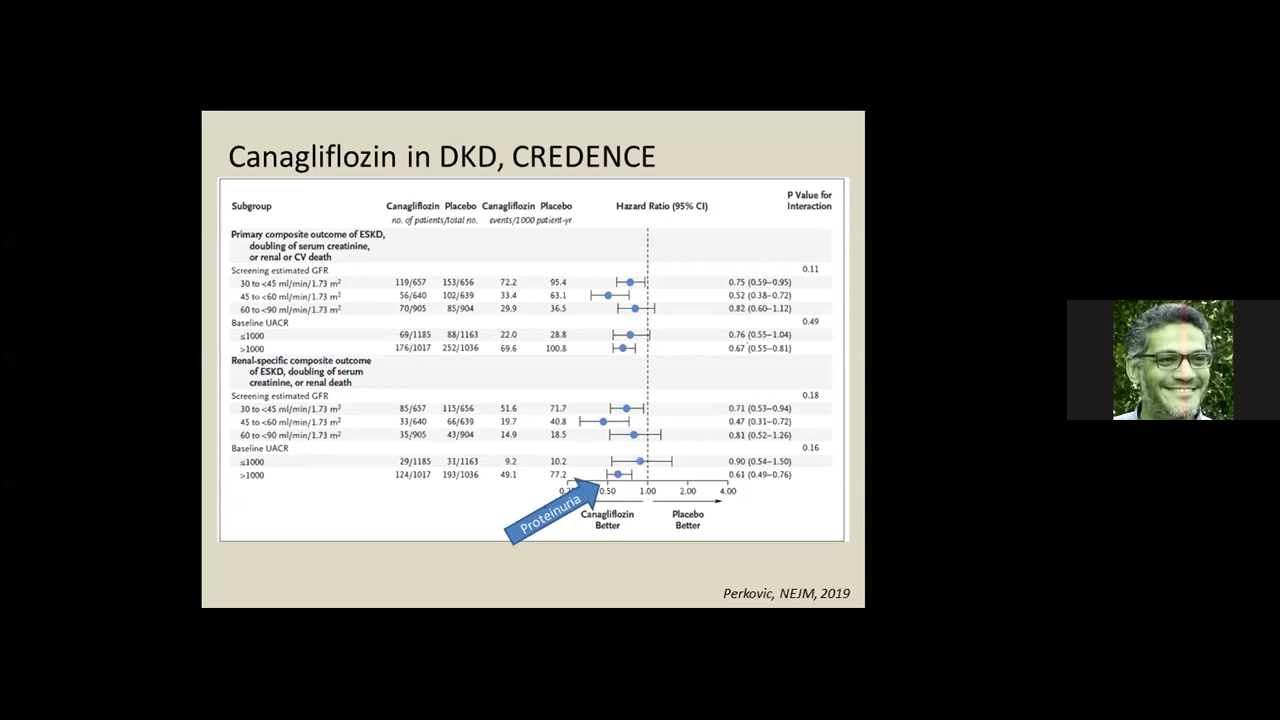 Canagliflozin in DKD, CREDENCE
P Value for
Subgroup Canagliflozin Placebo Canagliflozin Placebo Hazard Ratio (95% CI) Interaction
no. of patients/total no. events/1000 patient-yr
Primary composite outcome of ESKD,
doubling of serum creatinine,
or renal or CV death
Screening estimated GFR 0.11
30 to <45 ml/min/1.73 m² 119/657 153/656 72.2 95.4 0.75 (0.59–0.95)
45 to <60 ml/min/1.73 m² 56/640 102/639 33.4 63.1 0.52 (0.38–0.72)
60 to <90 ml/min/1.73 m² 70/905 85/904 29.9 36.5 0.82 (0.60–1.12)
Baseline UACR 0.49
≤1000 69/1185 88/1163 22.0 28.8 0.76 (0.55–1.04)
>1000 176/1017 252/1036 69.6 100.8 0.67 (0.55–0.81)
Renal-specific composite outcome
of ESKD, doubling of serum
creatinine, or renal death
Screening estimated GFR 0.18
30 to <45 ml/min/1.73 m² 85/657 115/656 51.6 71.7 0.71 (0.53–0.94)
45 to <60 ml/min/1.73 m² 33/640 66/639 19.7 40.8 0.47 (0.31–0.72)
60 to <90 ml/min/1.73 m² 35/905 43/904 14.9 18.5 0.81 (0.52–1.26)
Baseline UACR 0.16
≤1000 29/1185 31/1163 9.2 10.2 0.90 (0.54–1.50)
>1000 124/1017 193/1036 49.1 77.2 0.61 (0.49–0.76)
0.50 1.00 2.00 4.00
Proteinuria
Canagliflozin Placebo
Better Better
Perkovic, NEJM, 2019